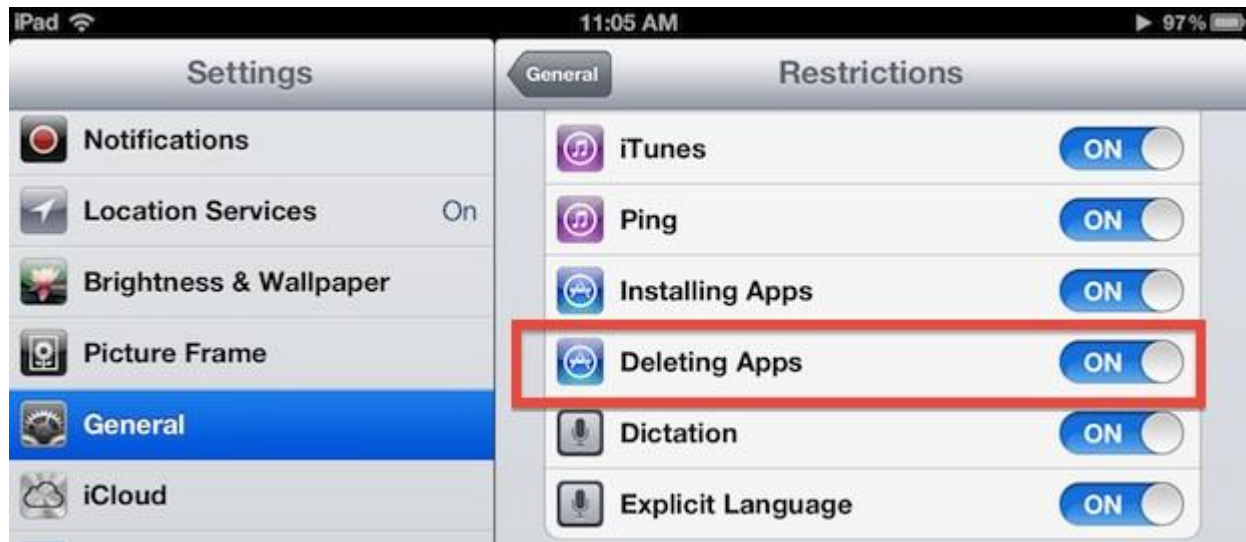 iPad 11:05 AM 97%
Settings
General Restrictions
Notifications
Location Services On
Brightness & Wallpaper
Picture Frame
General
iCloud
iTunes ON
Ping ON
Installing Apps ON
Deleting Apps ON
Dictation ON
Explicit Language ON